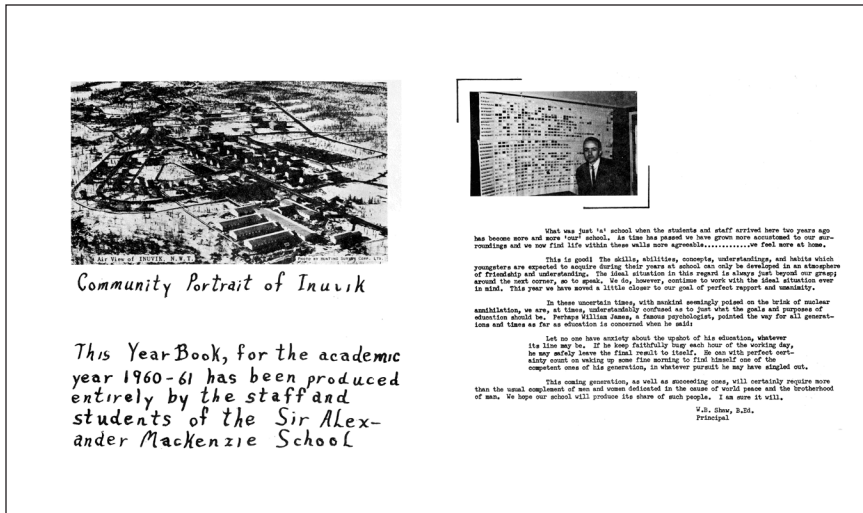 Air View of INUVIK, N.W.T.
PHOTO BY HUNTING SURVEY CORP. LTD.
Community Portrait of Inuvik
This Year Book, for the academic
year 1960-61 has been produced
entirely by the staff and
students of the Sir Alex-
ander MacKenzie School
What was just 'a' school when the students and staff arrived here two years ago
has become more and more 'our' school. As time has passed we have grown more accustomed to our sur-
roundings and we now find life within these walls more agreeable.............we feel more at home.
This is good! The skills, abilities, concepts, understandings, and habits which
youngsters are expected to acquire during their years at school can only be developed in an atmosphere
of friendship and understanding. The ideal situation in this regard is always just beyond our grasp;
around the next corner, so to speak. We do, however, continue to work with the ideal situation ever
in mind. This year we have moved a little closer to our goal of perfect rapport and unanimity.
In these uncertain times, with mankind seemingly poised on the brink of nuclear
annihilation, we are, at times, understandably confused as to just what the goals and purposes of
education should be. Perhaps William James, a famous psychologist, pointed the way for all generat-
ions and times as far as education is concerned when he said:
Let no one have anxiety about the upshot of his education, whatever
its line may be. If he keep faithfully busy each hour of the working day,
he may safely leave the final result to itself. He can with perfect cert-
ainty count on waking up some fine morning to find himself one of the
competent ones of his generation, in whatever pursuit he may have singled out.
This coming generation, as well as succeeding ones, will certainly require more
than the usual complement of men and women dedicated in the cause of world peace and the brotherhood
of man. We hope our school will produce its share of such people. I am sure it will.
Principal